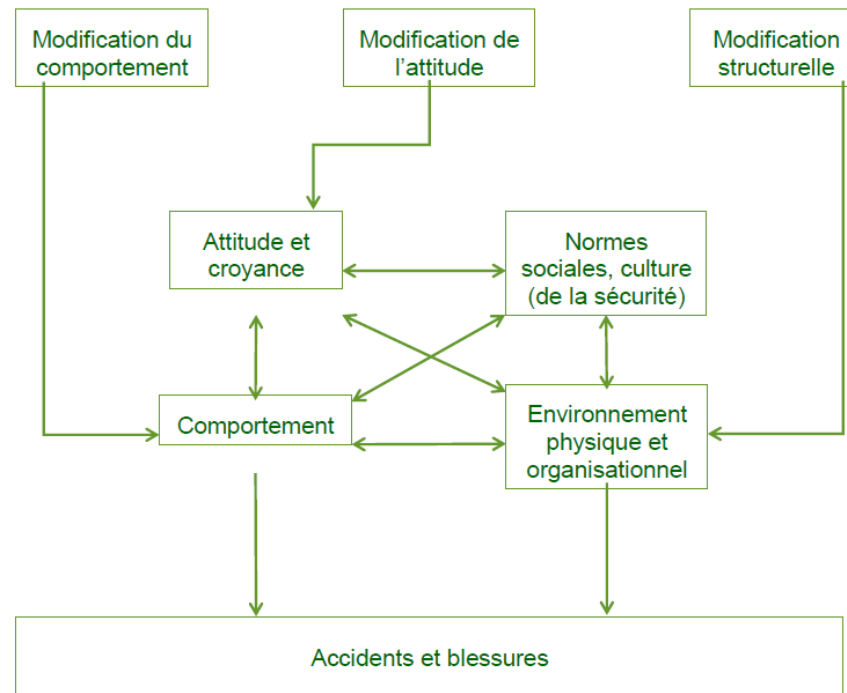 Modification du
comportement
Modification de
l’attitude
Modification
structurelle
Attitude et
croyance
Normes
sociales, culture
(de la sécurité)
Comportement
Environnement
physique et
organisationnel
Accidents et blessures